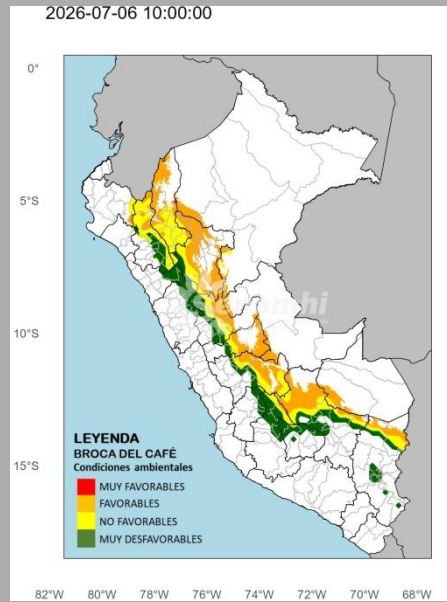 2026-07-06 10:00:00
0°
5°S
10°S
15°S
senamhi
LEYENDA
BROCA DEL CAFÉ
Condiciones ambientales
MUY FAVORABLES
FAVORABLES
NO FAVORABLES
MUY DESFAVORABLES
82°W 80°W 78°W 76°W 74°W 72°W 70°W 68°W